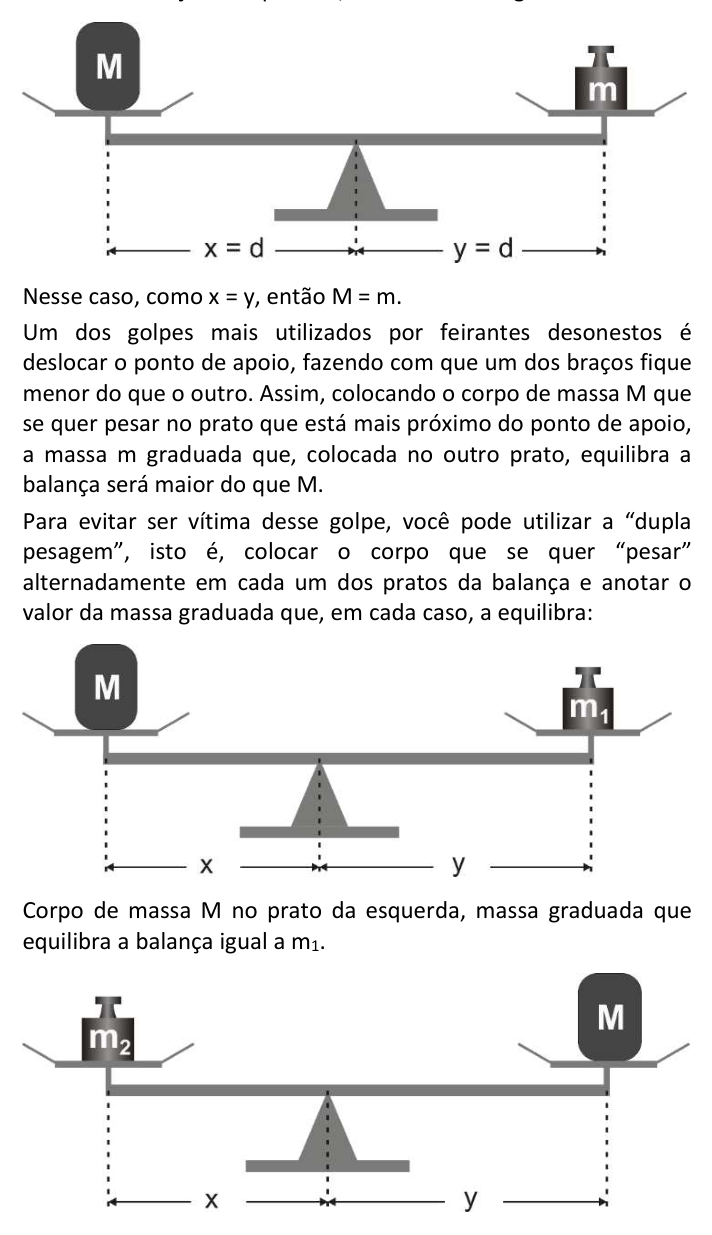 M
m
x = d
y = d
Nesse caso, como x = y, então M = m.
Um dos golpes mais utilizados por feirantes desonestos é
deslocar o ponto de apoio, fazendo com que um dos braços fique
menor do que o outro. Assim, colocando o corpo de massa M que
se quer pesar no prato que está mais próximo do ponto de apoio,
a massa m graduada que, colocada no outro prato, equilibra a
balança será maior do que M.
Para evitar ser vítima desse golpe, você pode utilizar a “dupla
pesagem”, isto é, colocar o corpo que se quer “pesar”
alternadamente em cada um dos pratos da balança e anotar o
valor da massa graduada que, em cada caso, a equilibra:
M
m₁
x
y
Corpo de massa M no prato da esquerda, massa graduada que
equilibra a balança igual a m₁.
m₂
M
x
y